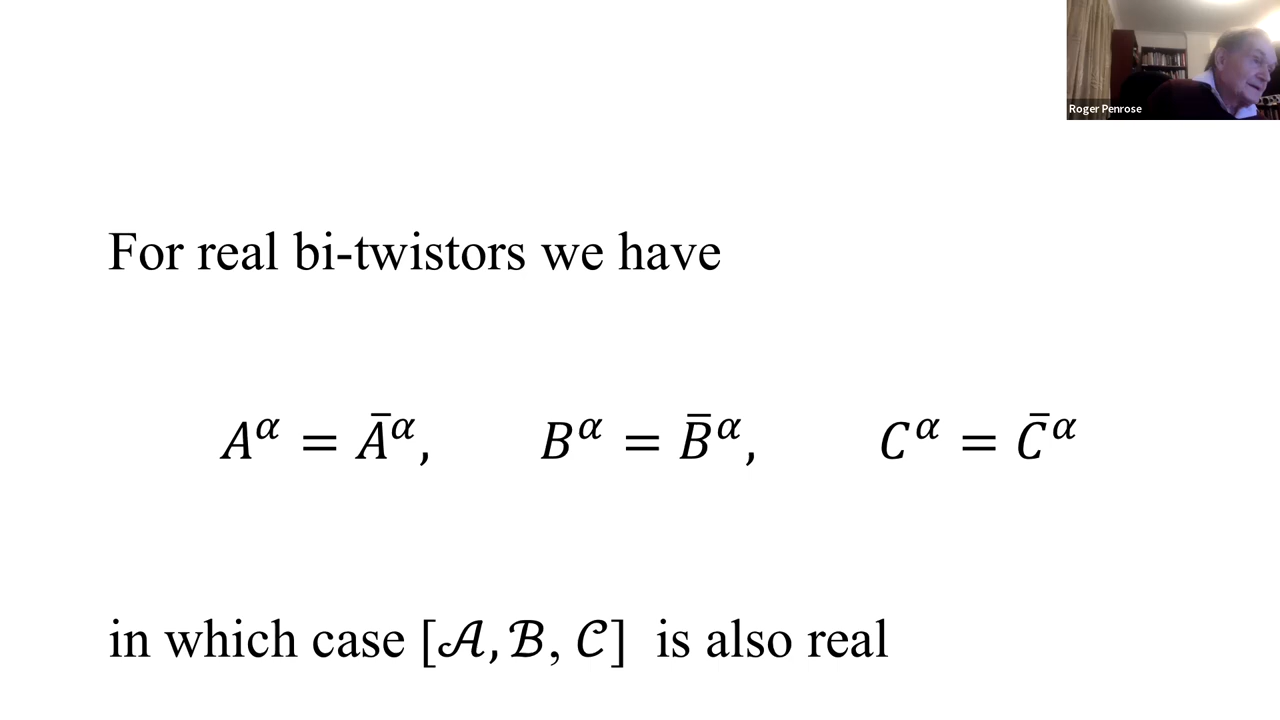 Roger Penrose
For real bi-twistors we have
𝐴^𝛼 = 𝐴̅^𝛼, 𝐵^𝛼 = 𝐵̅^𝛼, 𝐶^𝛼 = 𝐶̅^𝛼
in which case [𝒜, ℬ, 𝒞] is also real